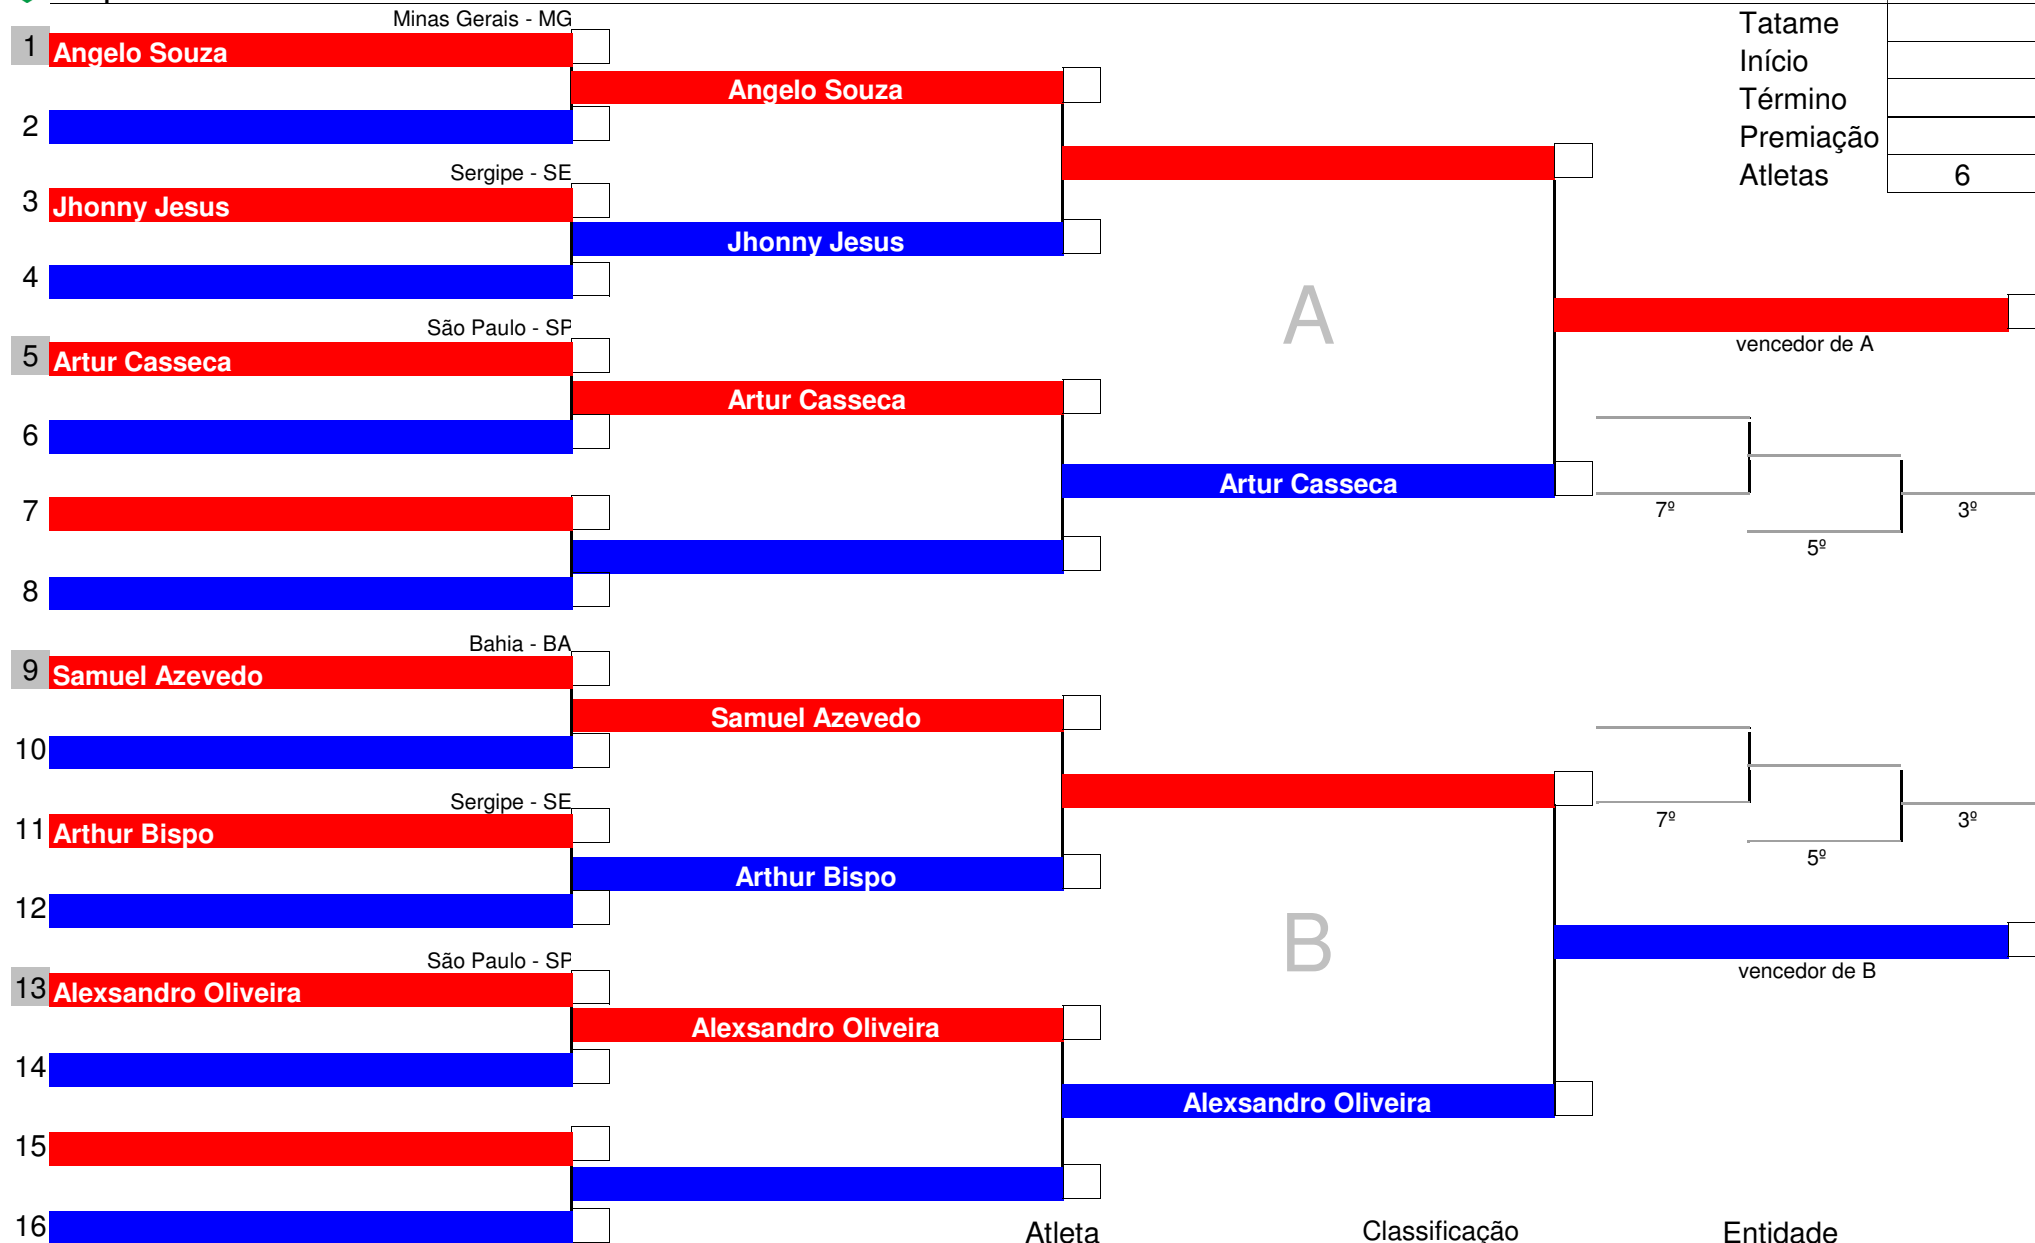 Minas Gerais - MG
Tatame
1 Angelo Souza
Início
Angelo Souza
Término
2
Premiação
Sergipe - SE
Atletas 6
3 Jhonny Jesus
Jhonny Jesus
4
A
São Paulo - SP
vencedor de A
5 Artur Casseca
Artur Casseca
6
Artur Casseca
7
7º 3º
5º
8
Bahia - BA
9 Samuel Azevedo
Samuel Azevedo
10
Sergipe - SE
7º 3º
11 Arthur Bispo
5º
Arthur Bispo
12
B
São Paulo - SP
vencedor de B
13 Alexsandro Oliveira
Alexsandro Oliveira
14
Alexsandro Oliveira
15
16
Atleta Classificação Entidade